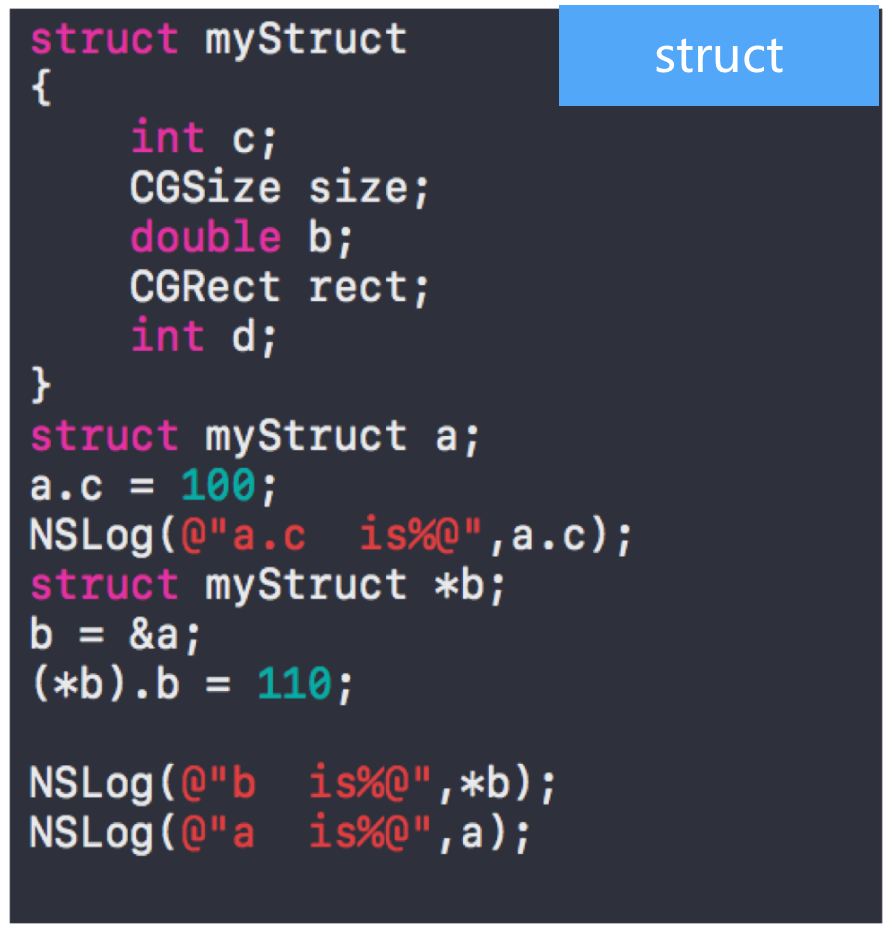 struct myStruct
struct
{
    int c;
    CGSize size;
    double b;
    CGRect rect;
    int d;
}
struct myStruct a;
a.c = 100;
NSLog(@"a.c  is%@",a.c);
struct myStruct *b;
b = &a;
(*b).b = 110;
NSLog(@"b  is%@",*b);
NSLog(@"a  is%@",a);